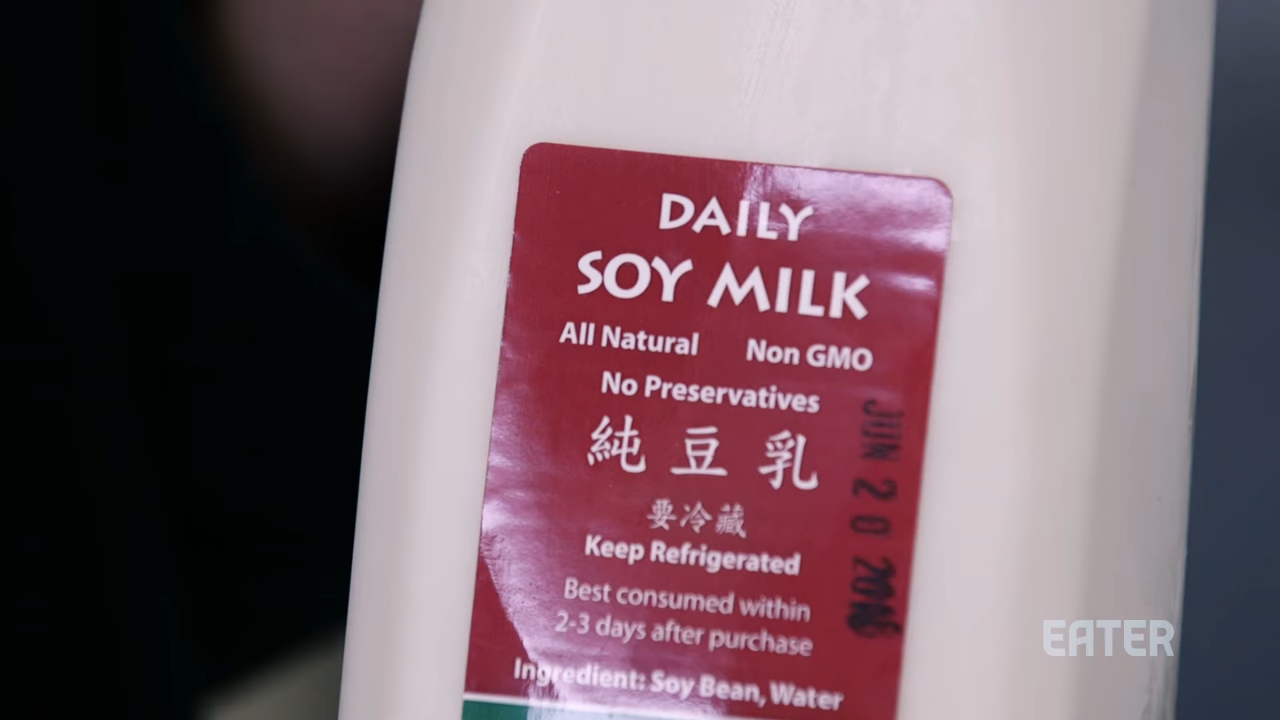 DAILY
SOY MILK
All Natural Non GMO
No Preservatives
純豆乳
要冷藏
Keep Refrigerated
Best consumed within
2-3 days after purchase
Ingredient: Soy Bean, Water
JUN 20 2016
EATER